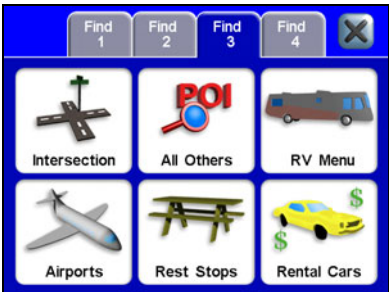 Find
1
Find
2
Find
3
Find
4
POI
Intersection
All Others
RV Menu
$
$
Airports
Rest Stops
Rental Cars